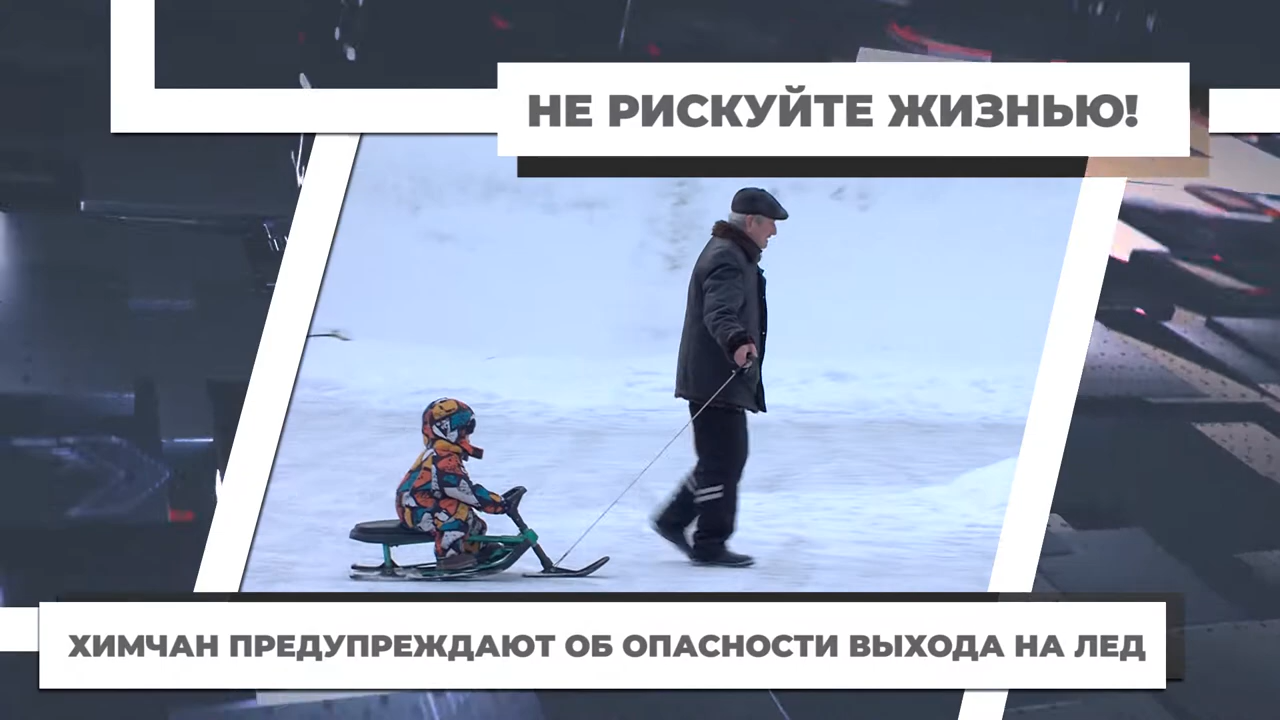 НЕ РИСКУЙТЕ ЖИЗНЬЮ!
ХИМЧАН ПРЕДУПРЕЖДАЮТ ОБ ОПАСНОСТИ ВЫХОДА НА ЛЕД